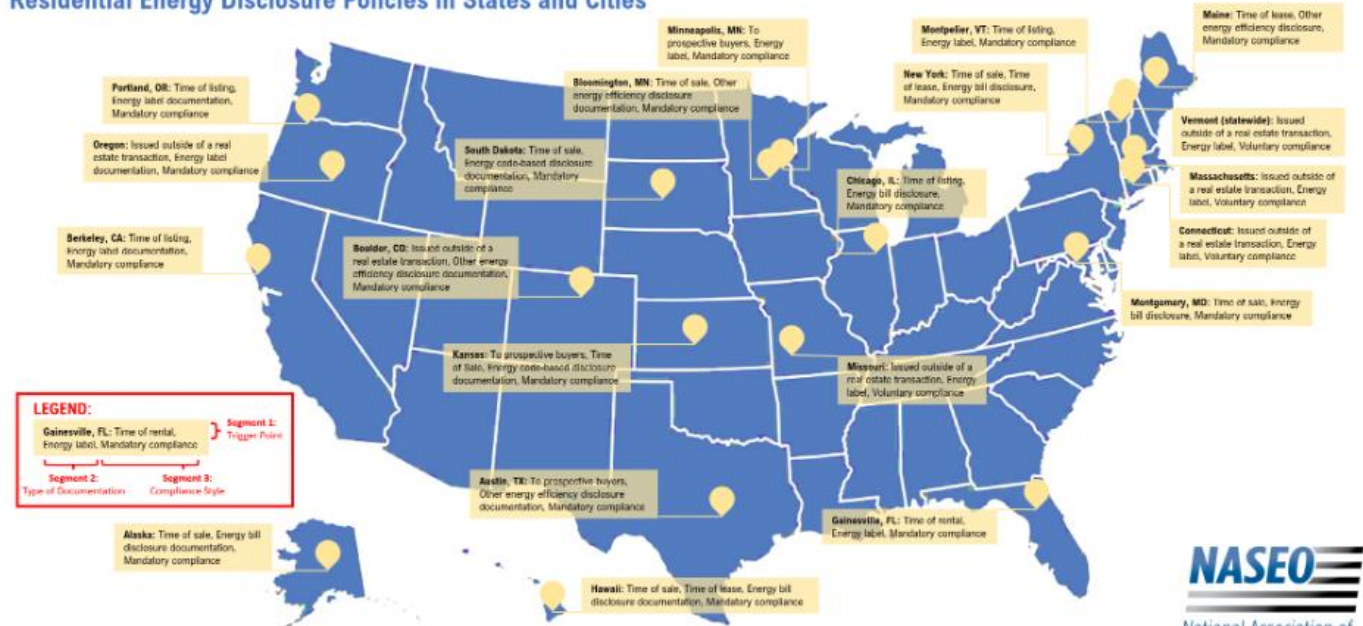 Residential Energy Disclosure Policies in States and Cities
Minneapolis, MN: To
prospective buyers, Energy
label, Mandatory compliance
Montpelier, VT: Time of listing,
Energy label, Mandatory compliance
Maine: Time of lease, Other
energy efficiency disclosure,
Mandatory compliance
Portland, OR: Time of listing,
Energy label documentation,
Mandatory compliance
Bloomington, MN: Time of sale, Other
energy efficiency disclosure
documentation, Mandatory compliance
New York: Time of sale, Time
of lease, Energy bill disclosure,
Mandatory compliance
Vermont (statewide): Issued
outside of a real estate transaction,
Energy label, Voluntary compliance
Oregon: Issued outside of a real
estate transaction, Energy label
documentation, Mandatory compliance
South Dakota: Time of sale,
Energy code-based disclosure
documentation, Mandatory
compliance
Chicago, IL: Time of listing,
Energy bill disclosure,
Mandatory compliance
Massachusetts: Issued outside of
a real estate transaction, Energy
label, Voluntary compliance
Berkeley, CA: Time of listing,
Energy label documentation,
Mandatory compliance
Boulder, CO: Issued outside of a
real estate transaction, Other energy
efficiency disclosure documentation,
Mandatory compliance
Connecticut: Issued outside of
a real estate transaction, Energy
label, Voluntary compliance
Montgomery, MD: Time of sale, Energy
bill disclosure, Mandatory compliance
Kansas: To prospective buyers, Time
of Sale, Energy code-based disclosure
documentation, Mandatory compliance
Missouri: Issued outside of a
real estate transaction, Energy
label, Voluntary compliance
LEGEND:
Gainesville, FL: Time of rental,
Energy label, Mandatory compliance
Segment 1:
Trigger Point
Segment 2:
Type of Documentation
Segment 3:
Compliance Style
Austin, TX: To prospective buyers,
Other energy efficiency disclosure
documentation, Mandatory compliance
Gainesville, FL: Time of rental,
Energy label, Mandatory compliance
Alaska: Time of sale, Energy bill
disclosure documentation,
Mandatory compliance
Hawaii: Time of sale, Time of lease, Energy bill
disclosure documentation, Mandatory compliance
NASEO
National Association of